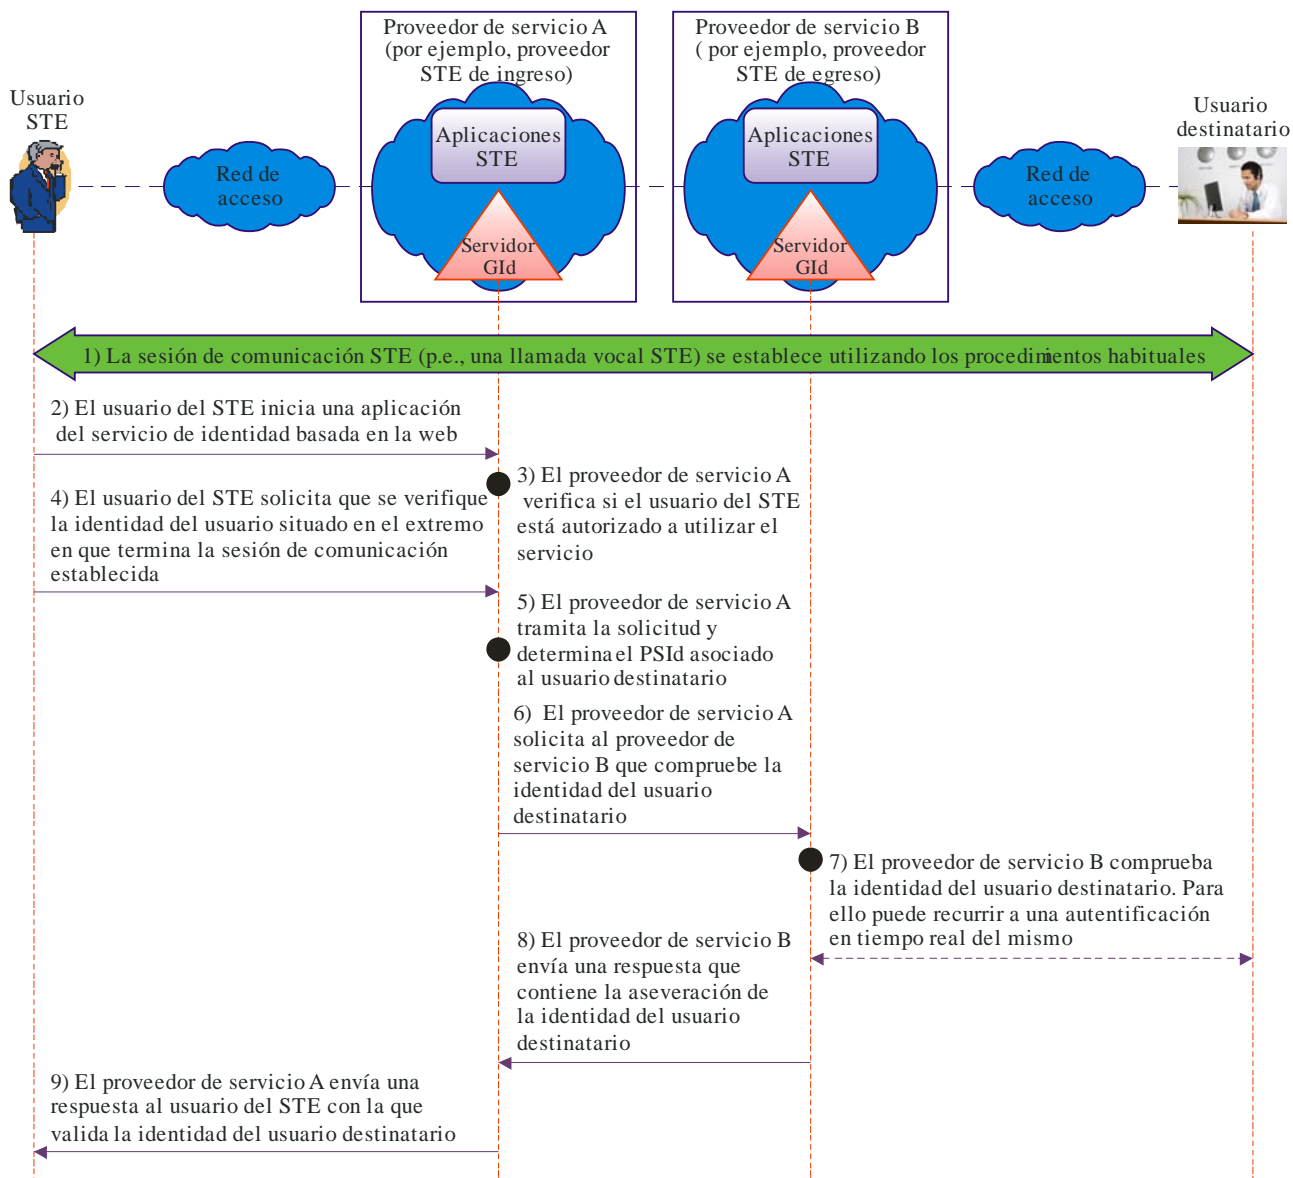 Proveedor de servicio A
(por ejemplo, proveedor
STE de ingreso)
Proveedor de servicio B
( por ejemplo, proveedor
STE de egreso)
Usuario
STE
Usuario
destinatario
Aplicaciones
STE
Aplicaciones
STE
Red de
acceso
Red de
acceso
Servidor
GId
Servidor
GId
1) La sesión de comunicación STE (p.e., una llamada vocal STE) se establece utilizando los procedimientos habituales
2) El usuario del STE inicia una aplicación
del servicio de identidad basada en la web
3) El proveedor de servicio A
verifica si el usuario del STE
está autorizado a utilizar el
servicio
4) El usuario del STE solicita que se verifique
la identidad del usuario situado en el extremo
en que termina la sesión de comunicación
establecida
5) El proveedor de servicio A
tramita la solicitud y
determina el PSId asociado
al usuario destinatario
6) El proveedor de servicio A
solicita al proveedor de
servicio B que compruebe la
identidad del usuario
destinatario
7) El proveedor de servicio B comprueba
la identidad del usuario destinatario. Para
ello puede recurrir a una autentificación
en tiempo real del mismo
8) El proveedor de servicio B
envía una respuesta que
contiene la aseveración de
la identidad del usuario
destinatario
9) El proveedor de servicio A envía una
respuesta al usuario del STE con la que
valida la identidad del usuario destinatario